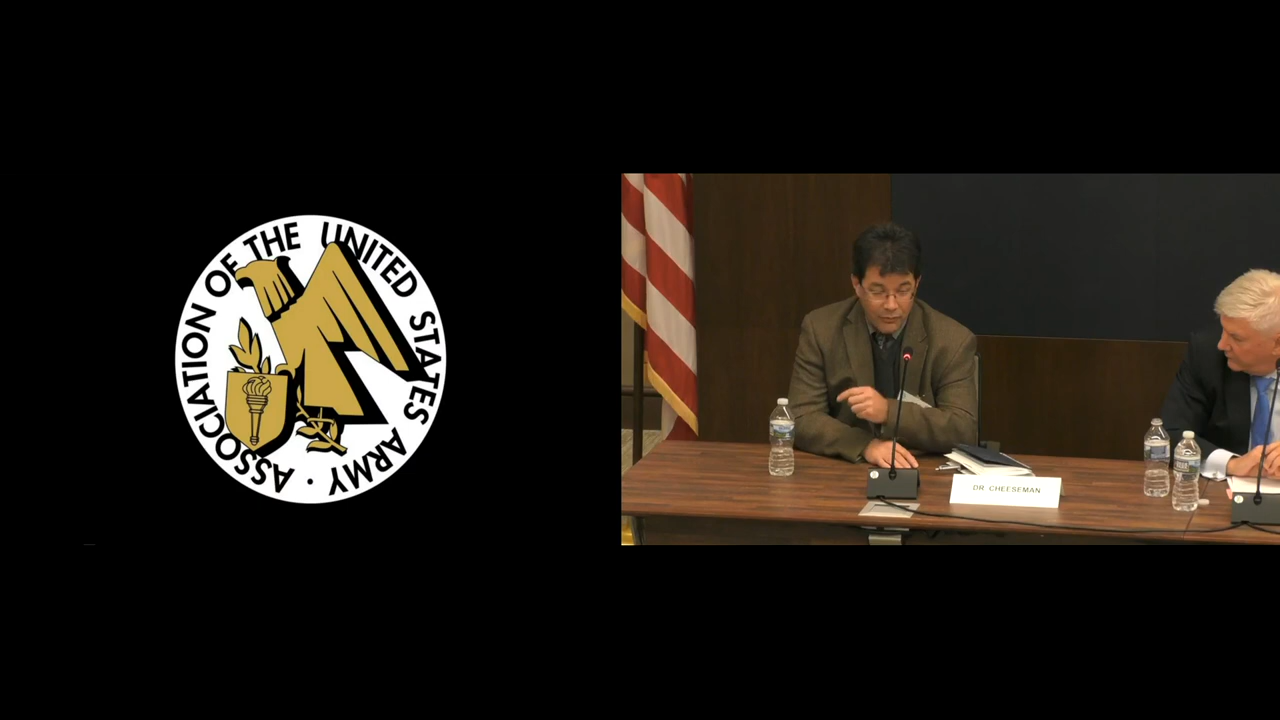 ASSOCIATION OF THE UNITED STATES ARMY ·
DR. CHEESEMAN